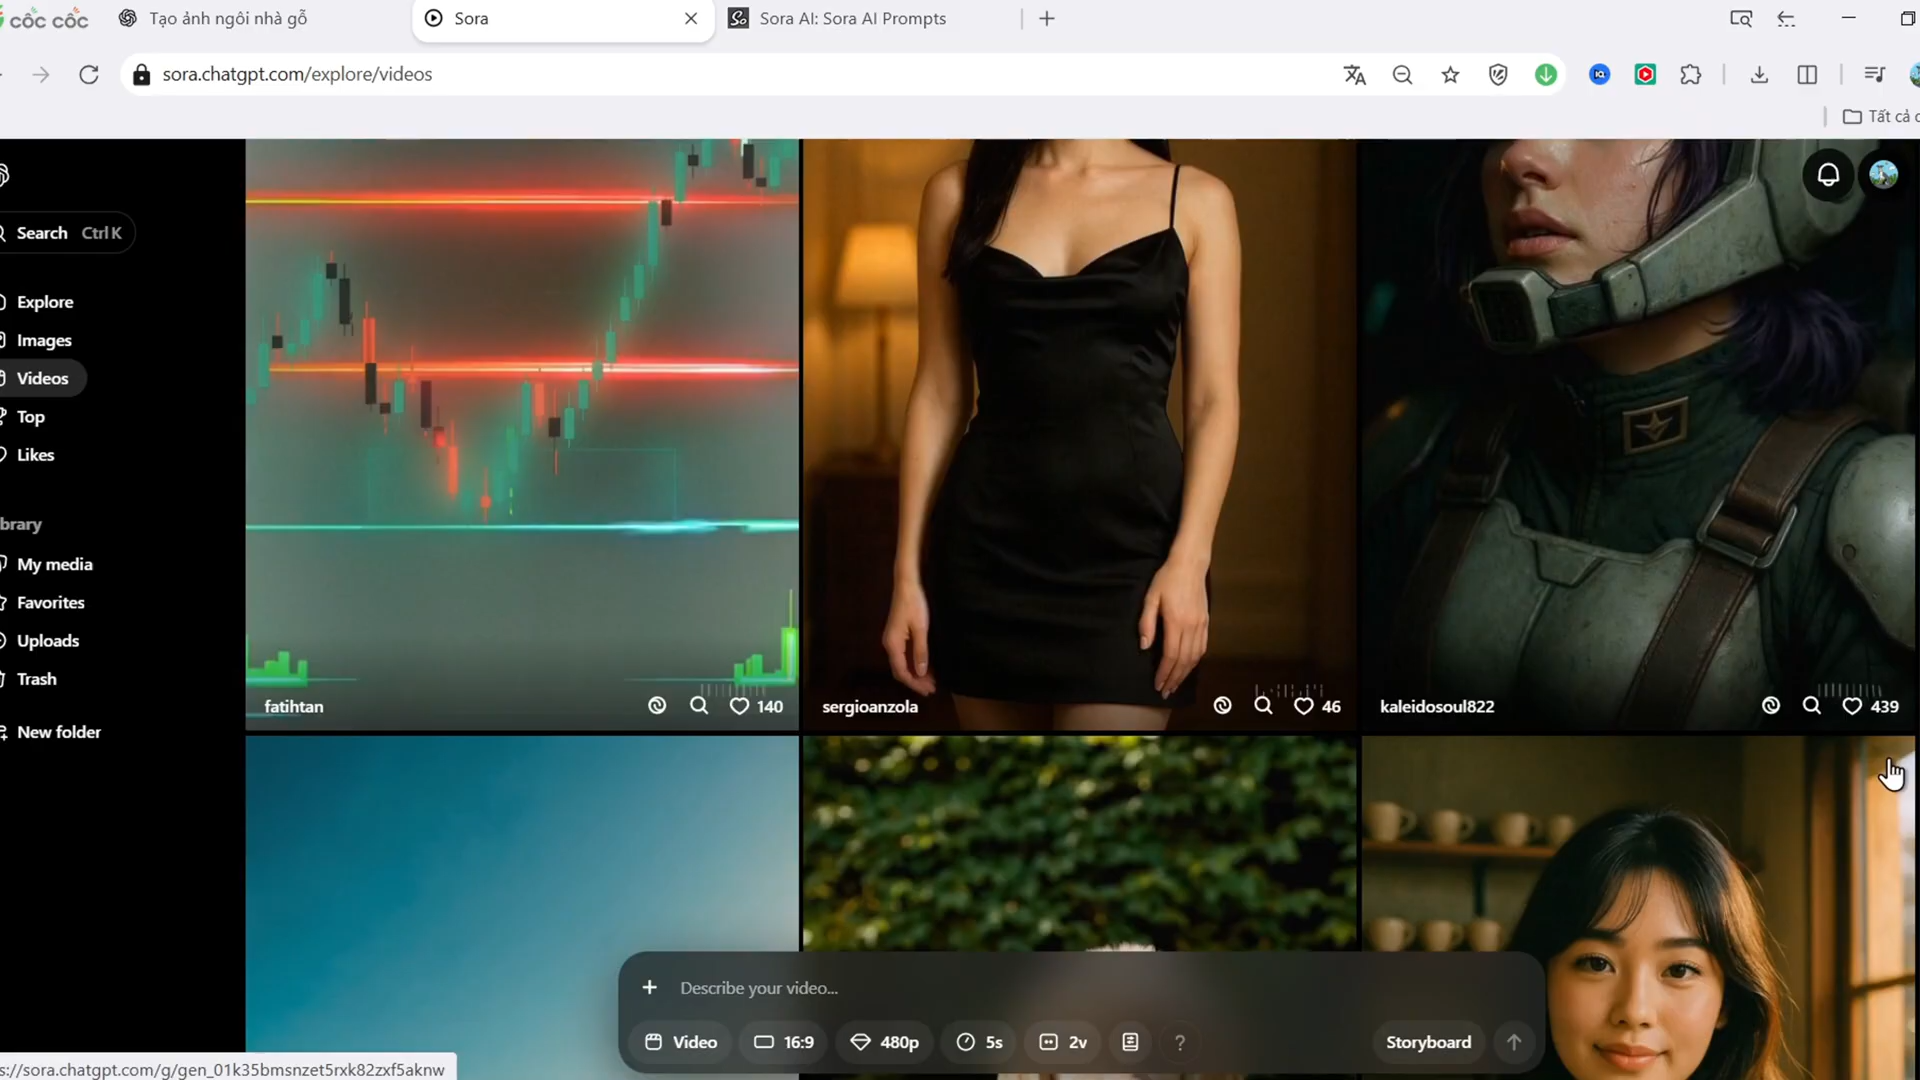 cốc cốc
Tạo ảnh ngôi nhà gỗ
Sora
So
Sora AI: Sora AI Prompts
sora.chatgpt.com/explore/videos
Tất cả
Search Ctrl K
Explore
Images
Videos
Top
Likes
brary
My media
Favorites
Uploads
Trash
New folder
fatihtan
140
sergioanzola
46
kaleidosoul822
439
Describe your video...
Video
16:9
480p
5s
2v
?
Storyboard
s://sora.chatgpt.com/g/gen_01k35bmsnzet5rxk82zxf5aknw